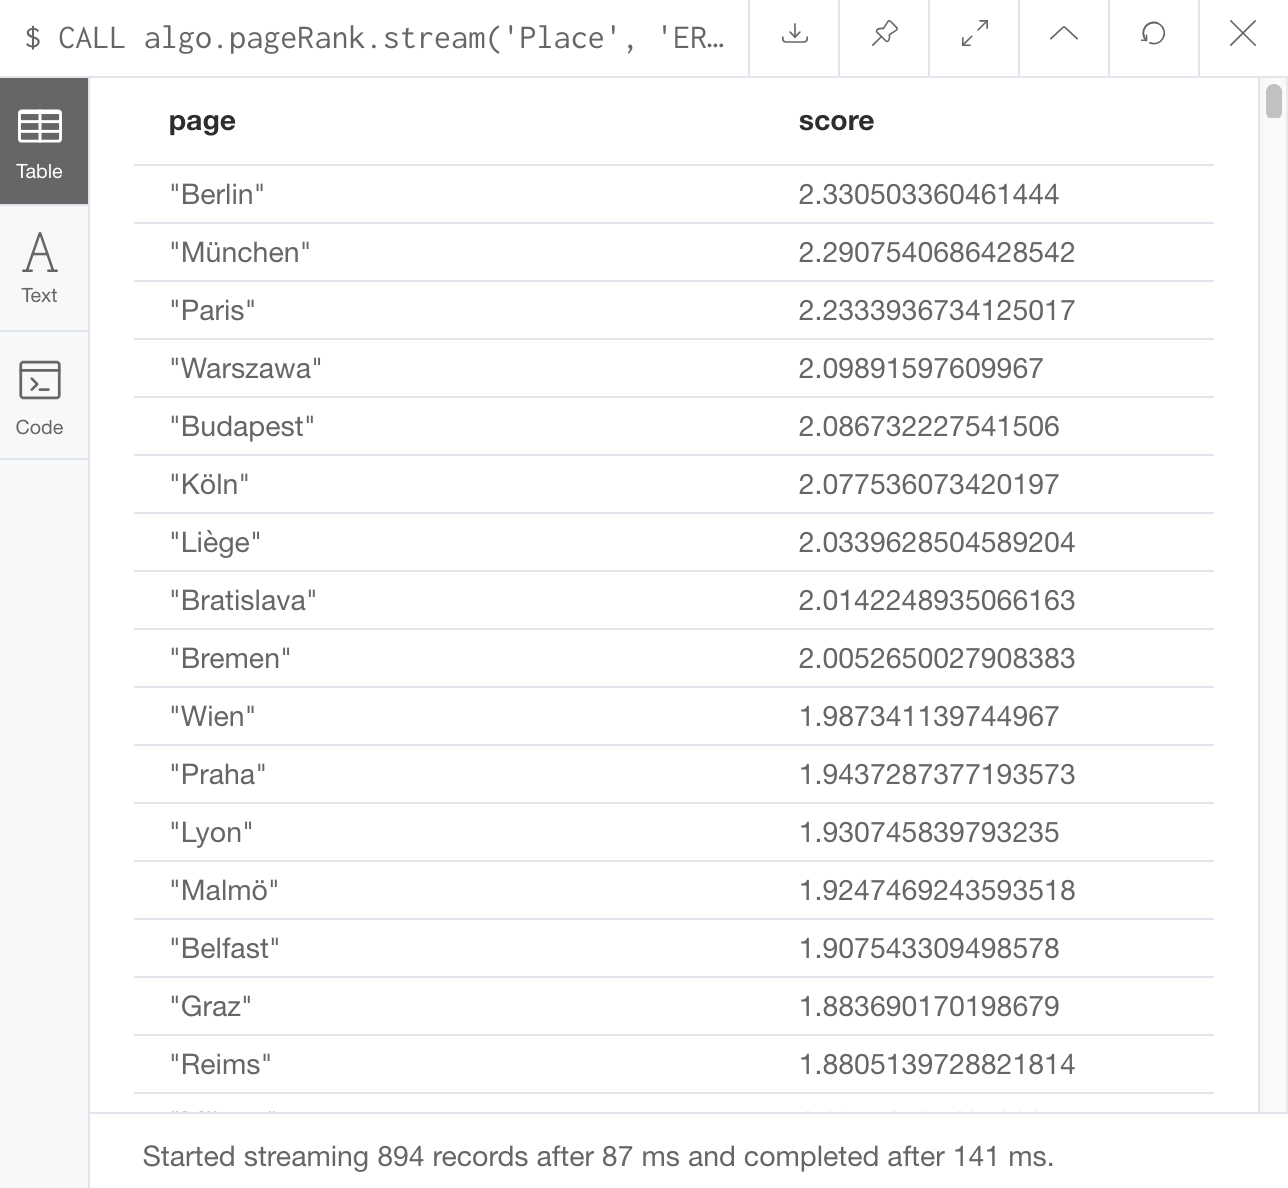 $ CALL algo.pageRank.stream('Place', 'ER…
Table
Text
Code
page score
"Berlin" 2.330503360461444
"München" 2.2907540686428542
"Paris" 2.2333936734125017
"Warszawa" 2.09891597609967
"Budapest" 2.086732227541506
"Köln" 2.077536073420197
"Liège" 2.0339628504589204
"Bratislava" 2.0142248935066163
"Bremen" 2.0052650027908383
"Wien" 1.987341139744967
"Praha" 1.9437287377193573
"Lyon" 1.930745839793235
"Malmö" 1.9247469243593518
"Belfast" 1.907543309498578
"Graz" 1.883690170198679
"Reims" 1.8805139728821814
Started streaming 894 records after 87 ms and completed after 141 ms.